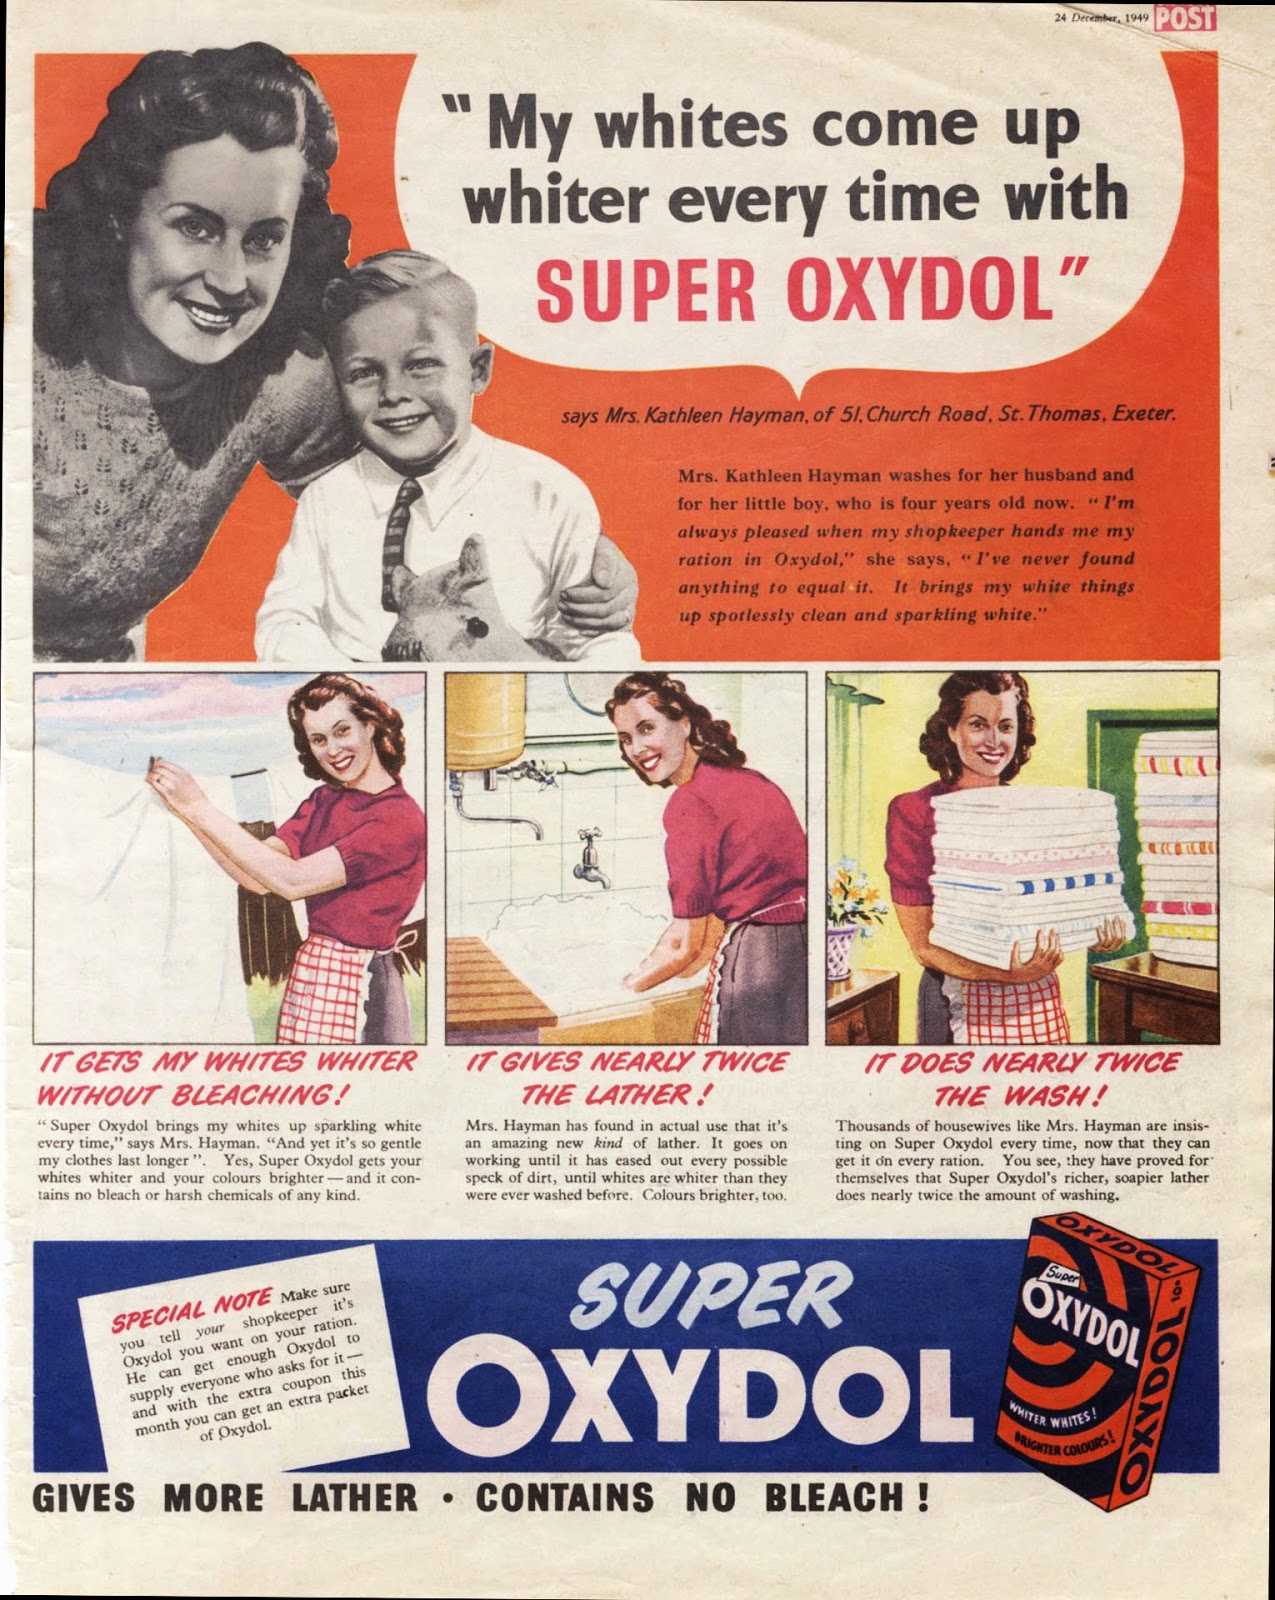 24 December, 1949 POST
"My whites come up
whiter every time with
SUPER OXYDOL"
says Mrs. Kathleen Hayman, of 51, Church Road, St. Thomas, Exeter.
Mrs. Kathleen Hayman washes for her husband and
for her little boy, who is four years old now. "I'm
always pleased when my shopkeeper hands me my
ration in Oxydol," she says, "I've never found
anything to equal it. It brings my white things
up spotlessly clean and sparkling white."
IT GETS MY WHITES WHITER
WITHOUT BLEACHING!
"Super Oxydol brings my whites up sparkling white
every time," says Mrs. Hayman. "And yet it's so gentle
my clothes last longer". Yes, Super Oxydol gets your
whites whiter and your colours brighter — and it con-
tains no bleach or harsh chemicals of any kind.
IT GIVES NEARLY TWICE
THE LATHER!
Mrs. Hayman has found in actual use that it's
an amazing new kind of lather. It goes on
working until it has eased out every possible
speck of dirt, until whites are whiter than they
were ever washed before. Colours brighter, too.
IT DOES NEARLY TWICE
THE WASH!
Thousands of housewives like Mrs. Hayman are insis-
ting on Super Oxydol every time, now that they can
get it on every ration. You see, they have proved for
themselves that Super Oxydol's richer, soapier lather
does nearly twice the amount of washing.
SPECIAL NOTE Make sure
you tell your shopkeeper it's
Oxydol you want on your ration.
He can get enough Oxydol to
supply everyone who asks for it —
and with the extra coupon this
month you can get an extra packet
of Oxydol.
SUPER
OXYDOL
OXYDOL
Super
OXYDOL
WHITER WHITES!
BRIGHTER COLOURS!
OXYDOL 10D
GIVES MORE LATHER • CONTAINS NO BLEACH!